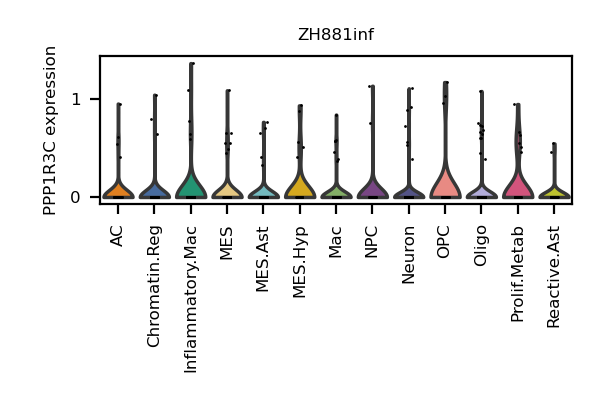 ZH881inf
PPP1R3C expression
1
0
AC
Chromatin.Reg
Inflammatory.Mac
MES
MES.Ast
MES.Hyp
Mac
NPC
Neuron
OPC
Oligo
Prolif.Metab
Reactive.Ast